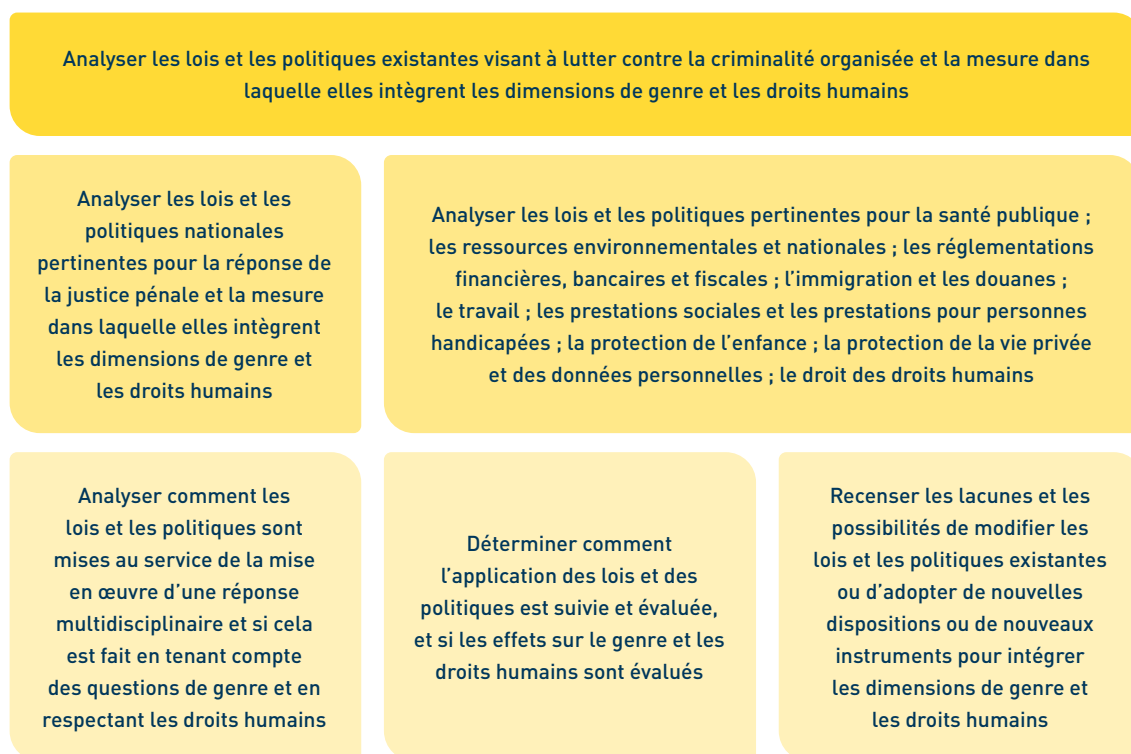 Analyser les lois et les politiques existantes visant à lutter contre la criminalité organisée et la mesure dans
laquelle elles intègrent les dimensions de genre et les droits humains
Analyser les lois et les
politiques nationales
pertinentes pour la réponse de
la justice pénale et la mesure
dans laquelle elles intègrent
les dimensions de genre et
les droits humains
Analyser les lois et les politiques pertinentes pour la santé publique ;
les ressources environnementales et nationales ; les réglementations
financières, bancaires et fiscales ; l’immigration et les douanes ;
le travail ; les prestations sociales et les prestations pour personnes
handicapées ; la protection de l’enfance ; la protection de la vie privée
et des données personnelles ; le droit des droits humains
Analyser comment les
lois et les politiques sont
mises au service de la mise
en œuvre d’une réponse
multidisciplinaire et si cela
est fait en tenant compte
des questions de genre et en
respectant les droits humains
Déterminer comment
l’application des lois et des
politiques est suivie et évaluée,
et si les effets sur le genre et les
droits humains sont évalués
Recenser les lacunes et les
possibilités de modifier les
lois et les politiques existantes
ou d’adopter de nouvelles
dispositions ou de nouveaux
instruments pour intégrer
les dimensions de genre et
les droits humains